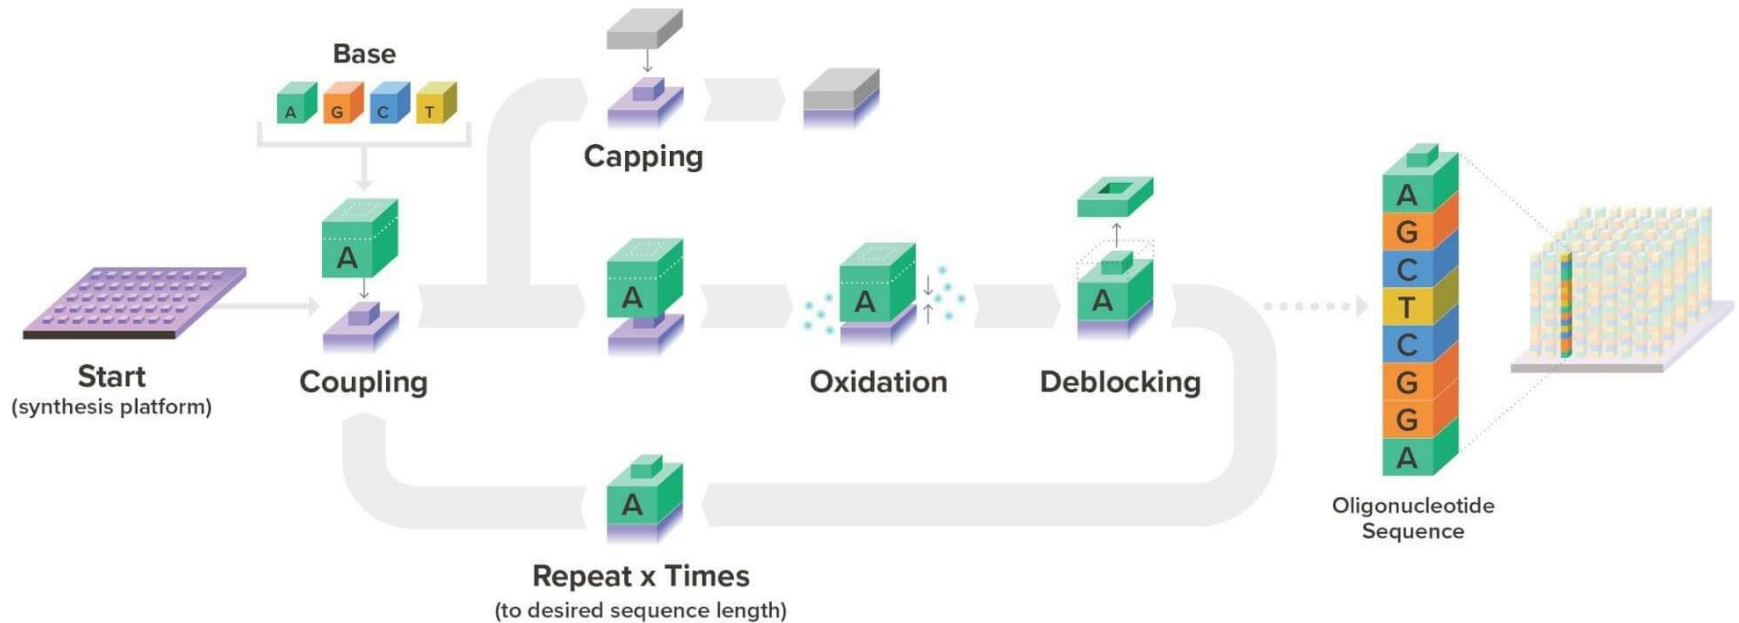 Base
A G C T
A
Start
(synthesis platform)
Coupling
Capping
A
A
Oxidation
A
Deblocking
A
Repeat x Times
(to desired sequence length)
A
G
C
T
C
G
G
A
Oligonucleotide
Sequence